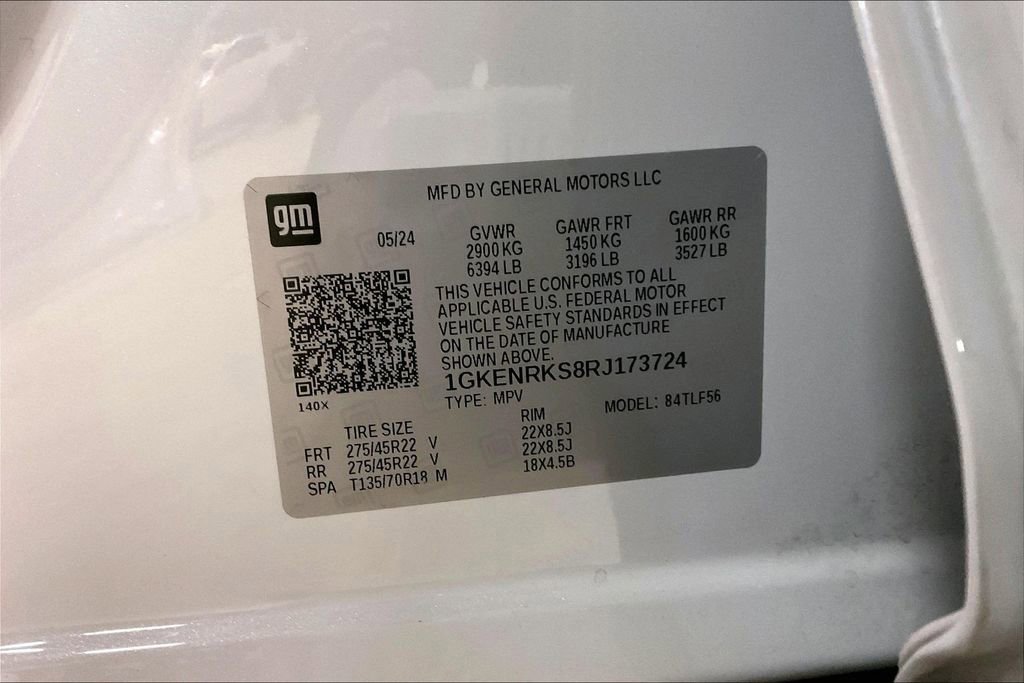 MFD BY GENERAL MOTORS LLC
gm
05/24
GVWR GAWR FRT GAWR RR
2900 KG 1450 KG 1600 KG
6394 LB 3196 LB 3527 LB
THIS VEHICLE CONFORMS TO ALL
APPLICABLE U.S. FEDERAL MOTOR
VEHICLE SAFETY STANDARDS IN EFFECT
ON THE DATE OF MANUFACTURE
SHOWN ABOVE.
1GKENRKS8RJ173724
140X
TYPE: MPV MODEL: 84TLF56
TIRE SIZE RIM
FRT 275/45R22 V 22X8.5J
RR 275/45R22 V 22X8.5J
SPA T135/70R18 M 18X4.5B